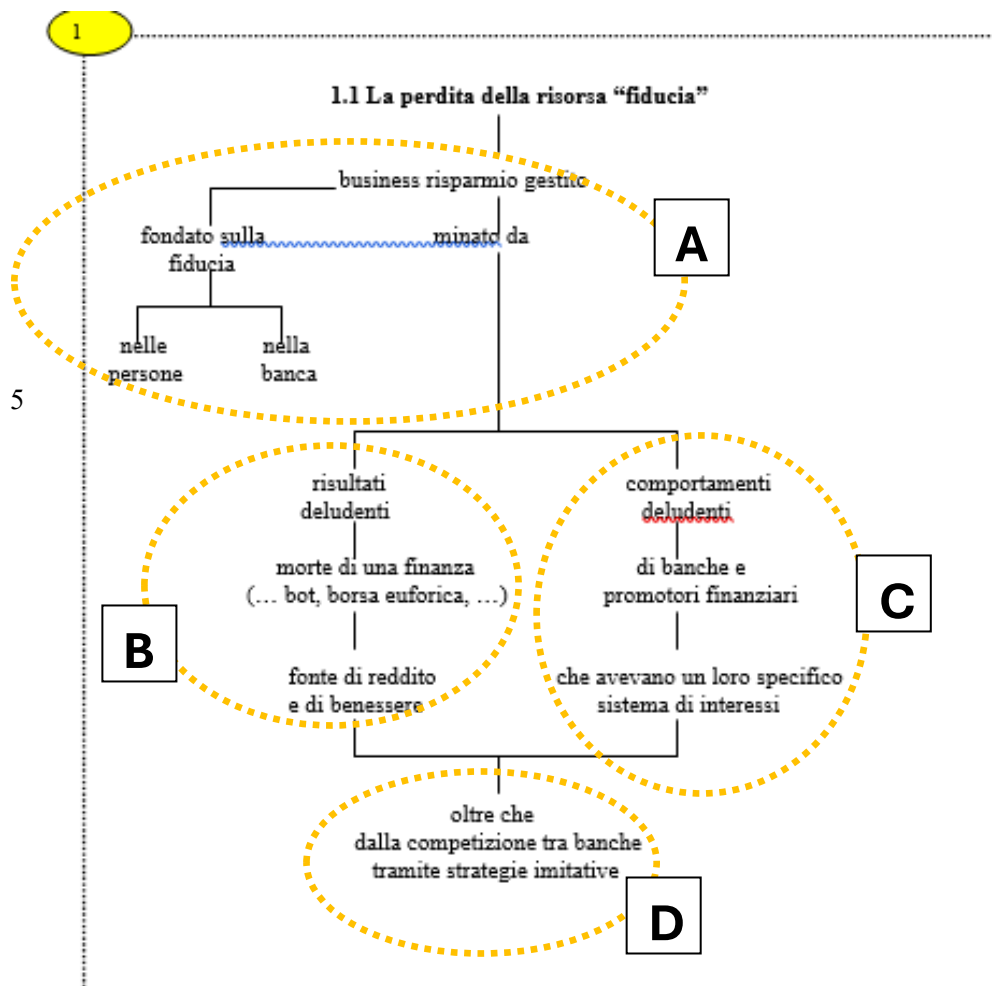 1
1.1 La perdita della risorsa “fiducia”
business risparmio gestito
fondato sulla
fiducia
minato da
A
nelle
persone
nella
banca
5
risultati
deludenti
morte di una finanza
(... bot, borsa euforica, ...)
fonte di reddito
e di benessere
B
comportamenti
deludenti
di banche e
promotori finanziari
che avevano un loro specifico
sistema di interessi
C
oltre che
dalla competizione tra banche
tramite strategie imitative
D